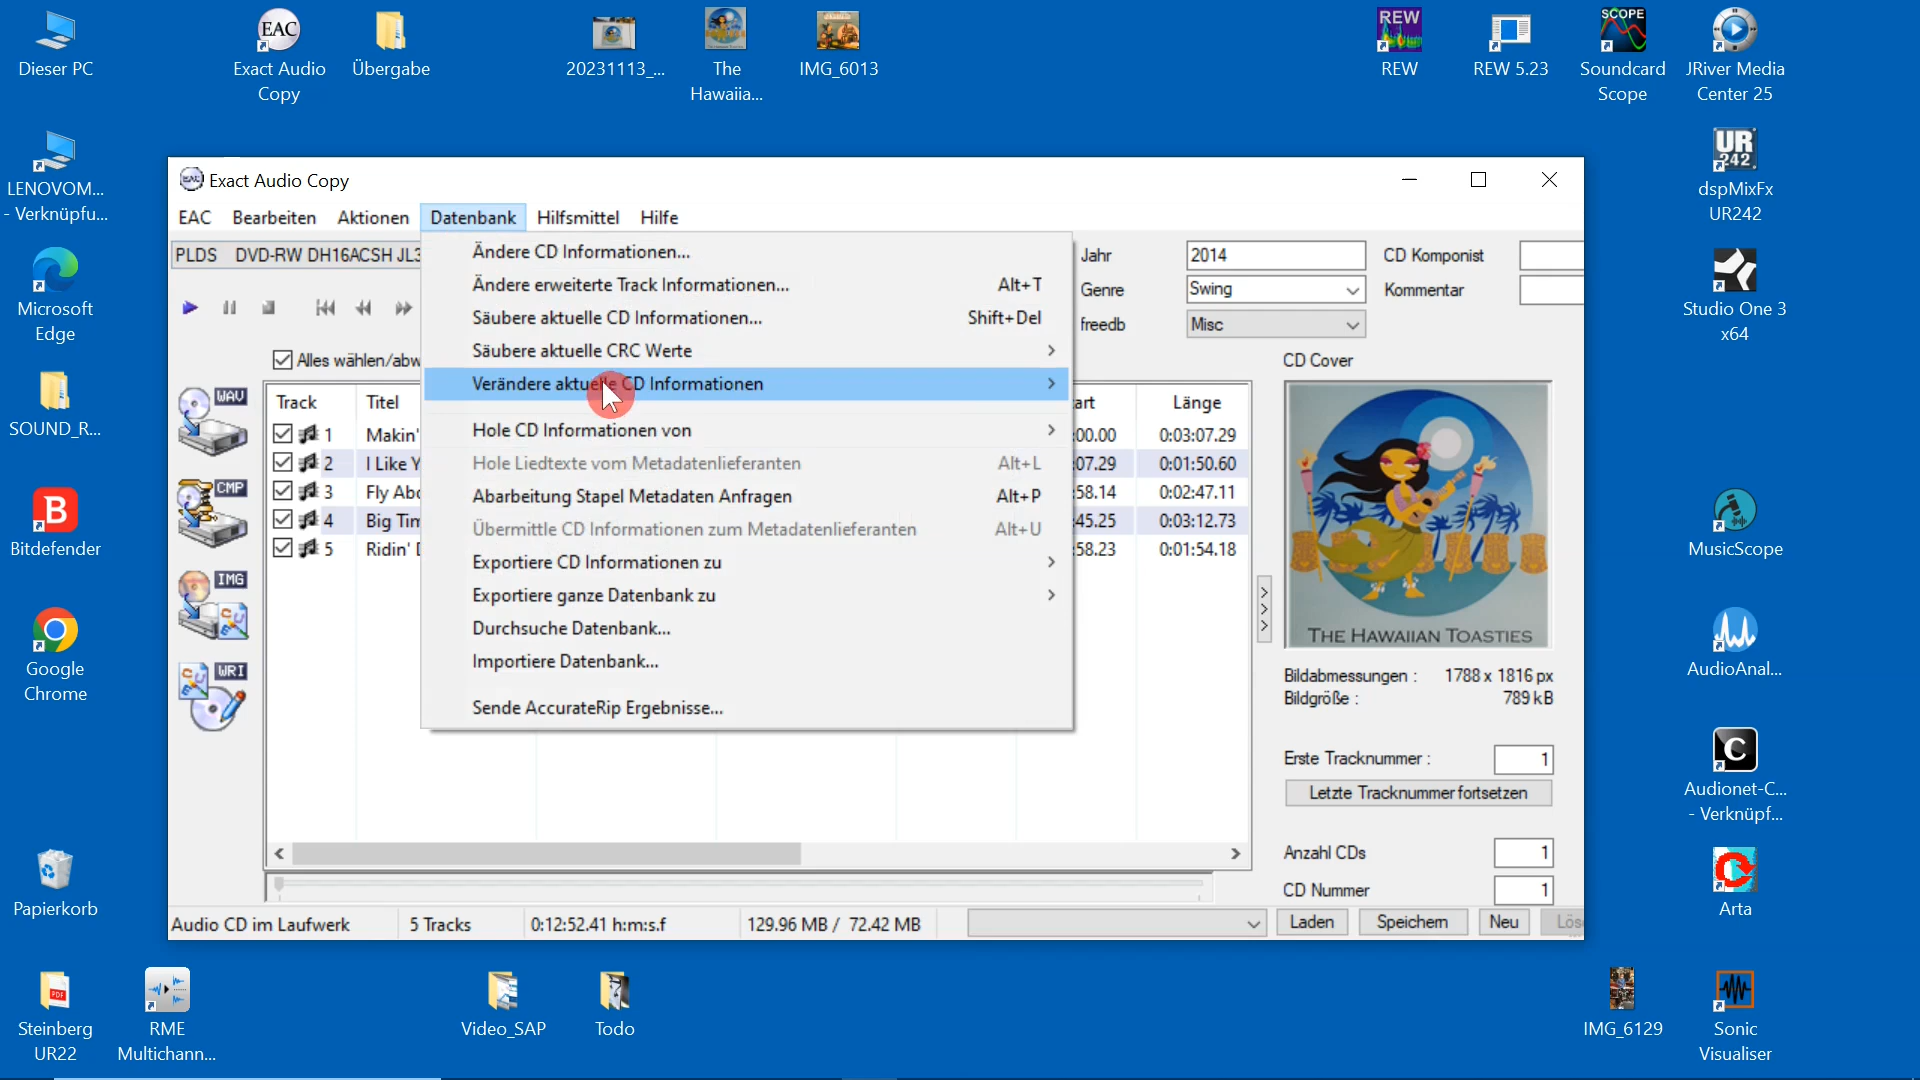 Dieser PC
EAC
Exact Audio
Copy
Übergabe
20231113_...
The
Hawaiia...
IMG_6013
REW
REW
REW 5.23
SCOPE
Soundcard
Scope
JRiver Media
Center 25
LENOVOM...
- Verknüpfu...
UR
242
dspMixFx
UR242
Microsoft
Edge
Studio One 3
x64
SOUND_R...
B
Bitdefender
MusicScope
Google
Chrome
AudioAnal...
C
Audionet-C...
- Verknüpf...
Papierkorb
Arta
PDF
Steinberg
UR22
RME
Multichann...
Video_SAP
Todo
IMG_6129
Sonic
Visualiser
EAC Exact Audio Copy
EAC Bearbeiten Aktionen Datenbank Hilfsmittel Hilfe
PLDS DVD-RW DH16ACSH JL3
Alles wählen/abw
WAV
CMP
IMG
WRI
Track Titel
1 Makin'
2 I Like Y
3 Fly Abo
4 Big Tim
5 Ridin'
Ändere CD Informationen...
Ändere erweiterte Track Informationen... Alt+T
Säubere aktuelle CD Informationen... Shift+Del
Säubere aktuelle CRC Werte
Verändere aktuelle CD Informationen
Hole CD Informationen von
Hole Liedtexte vom Metadatenlieferanten Alt+L
Abarbeitung Stapel Metadaten Anfragen Alt+P
Übermittle CD Informationen zum Metadatenlieferanten Alt+U
Exportiere CD Informationen zu
Exportiere ganze Datenbank zu
Durchsuche Datenbank...
Importiere Datenbank...
Sende AccurateRip Ergebnisse...
Jahr 2014 CD Komponist
Genre Swing Kommentar
freedb Misc
art Länge
:00.00 0:03:07.29
:07.29 0:01:50.60
:58.14 0:02:47.11
:45.25 0:03:12.73
:58.23 0:01:54.18
CD Cover
THE HAWAIIAN TOASTIES
Bildabmessungen : 1788 x 1816 px
Bildgröße : 789 kB
Erste Tracknummer : 1
Letzte Tracknummer fortsetzen
Anzahl CDs 1
CD Nummer 1
Audio CD im Laufwerk 5 Tracks 0:12:52.41 h:m:s.f 129.96 MB / 72.42 MB Laden Speichern Neu Lös